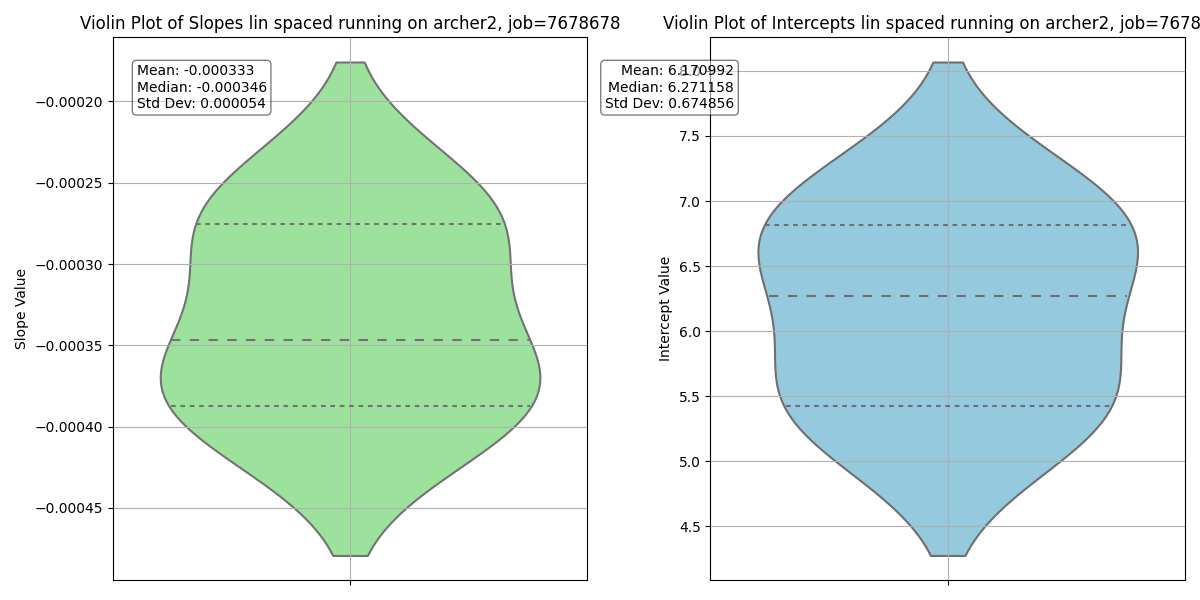 Violin Plot of Slopes lin spaced running on archer2, job=7678678
Mean: -0.000333
Median: -0.000346
Std Dev: 0.000054
−0.00020
−0.00025
−0.00030
−0.00035
−0.00040
−0.00045
Slope Value
Violin Plot of Intercepts lin spaced running on archer2, job=7678
Mean: 6.170992
Median: 6.271158
Std Dev: 0.674856
8.0
7.5
7.0
6.5
6.0
5.5
5.0
4.5
Intercept Value